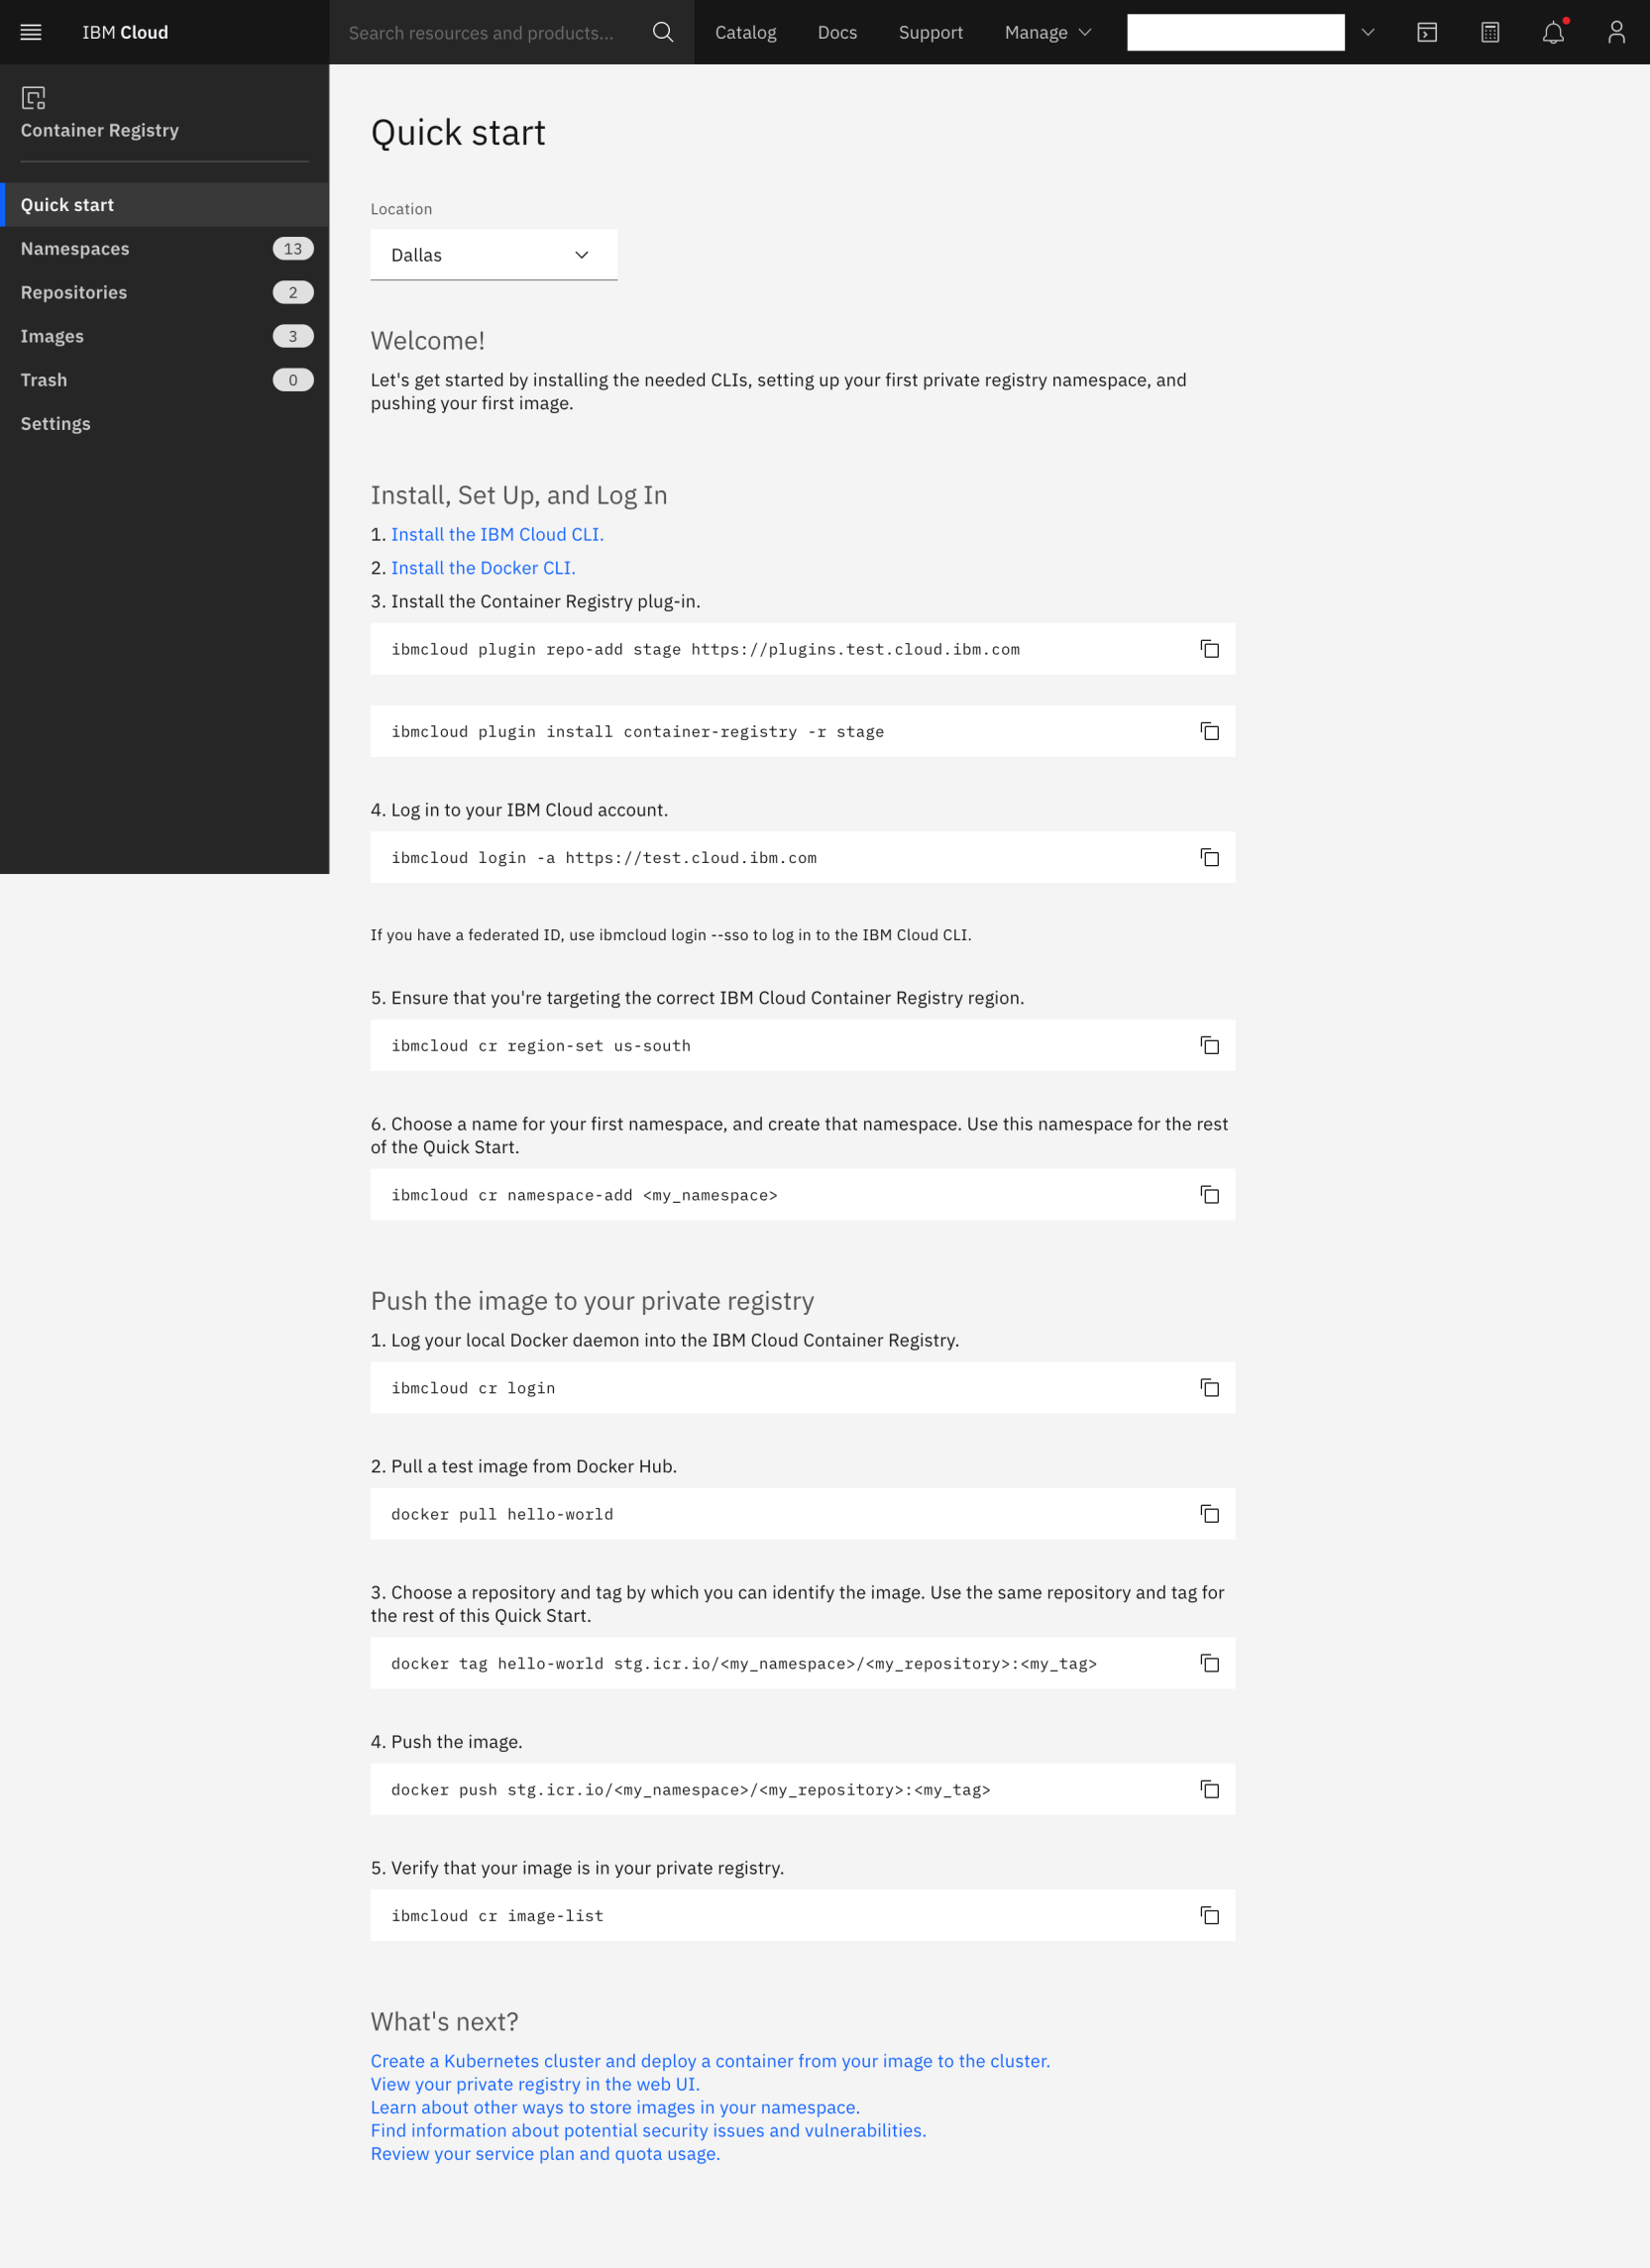 IBM Cloud
Search resources and products...
Catalog
Docs
Support
Manage
Container Registry
Quick start
Namespaces 13
Repositories 2
Images 3
Trash 0
Settings
Quick start
Location
Dallas
Welcome!
Let's get started by installing the needed CLIs, setting up your first private registry namespace, and
pushing your first image.
Install, Set Up, and Log In
1. Install the IBM Cloud CLI.
2. Install the Docker CLI.
3. Install the Container Registry plug-in.
ibmcloud plugin repo-add stage https://plugins.test.cloud.ibm.com
ibmcloud plugin install container-registry -r stage
4. Log in to your IBM Cloud account.
ibmcloud login -a https://test.cloud.ibm.com
If you have a federated ID, use ibmcloud login --sso to log in to the IBM Cloud CLI.
5. Ensure that you're targeting the correct IBM Cloud Container Registry region.
ibmcloud cr region-set us-south
6. Choose a name for your first namespace, and create that namespace. Use this namespace for the rest
of the Quick Start.
ibmcloud cr namespace-add <my_namespace>
Push the image to your private registry
1. Log your local Docker daemon into the IBM Cloud Container Registry.
ibmcloud cr login
2. Pull a test image from Docker Hub.
docker pull hello-world
3. Choose a repository and tag by which you can identify the image. Use the same repository and tag for
the rest of this Quick Start.
docker tag hello-world stg.icr.io/<my_namespace>/<my_repository>:<my_tag>
4. Push the image.
docker push stg.icr.io/<my_namespace>/<my_repository>:<my_tag>
5. Verify that your image is in your private registry.
ibmcloud cr image-list
What's next?
Create a Kubernetes cluster and deploy a container from your image to the cluster.
View your private registry in the web UI.
Learn about other ways to store images in your namespace.
Find information about potential security issues and vulnerabilities.
Review your service plan and quota usage.